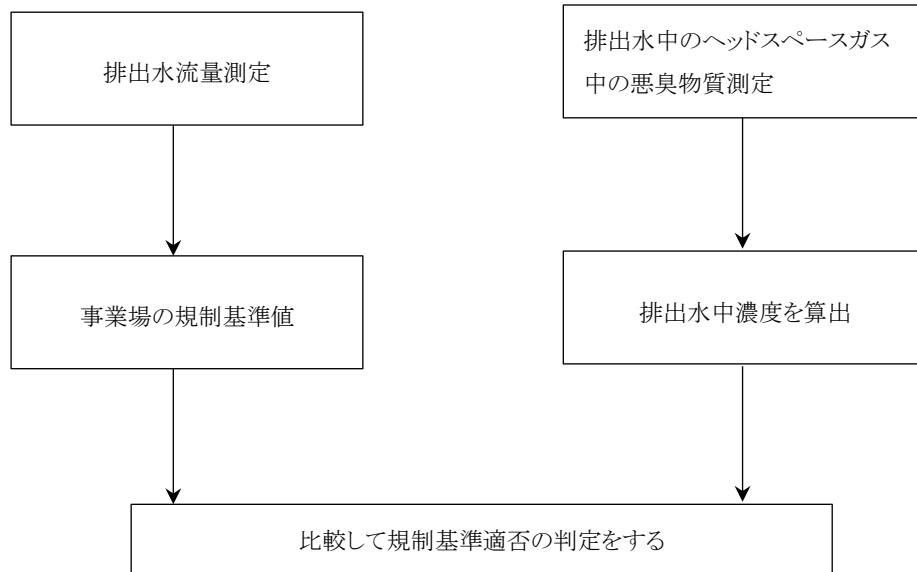 排出水流量測定
排出水中のヘッドスペースガス
中の悪臭物質測定
事業場の規制基準値
排出水中濃度を算出
比較して規制基準適否の判定をする